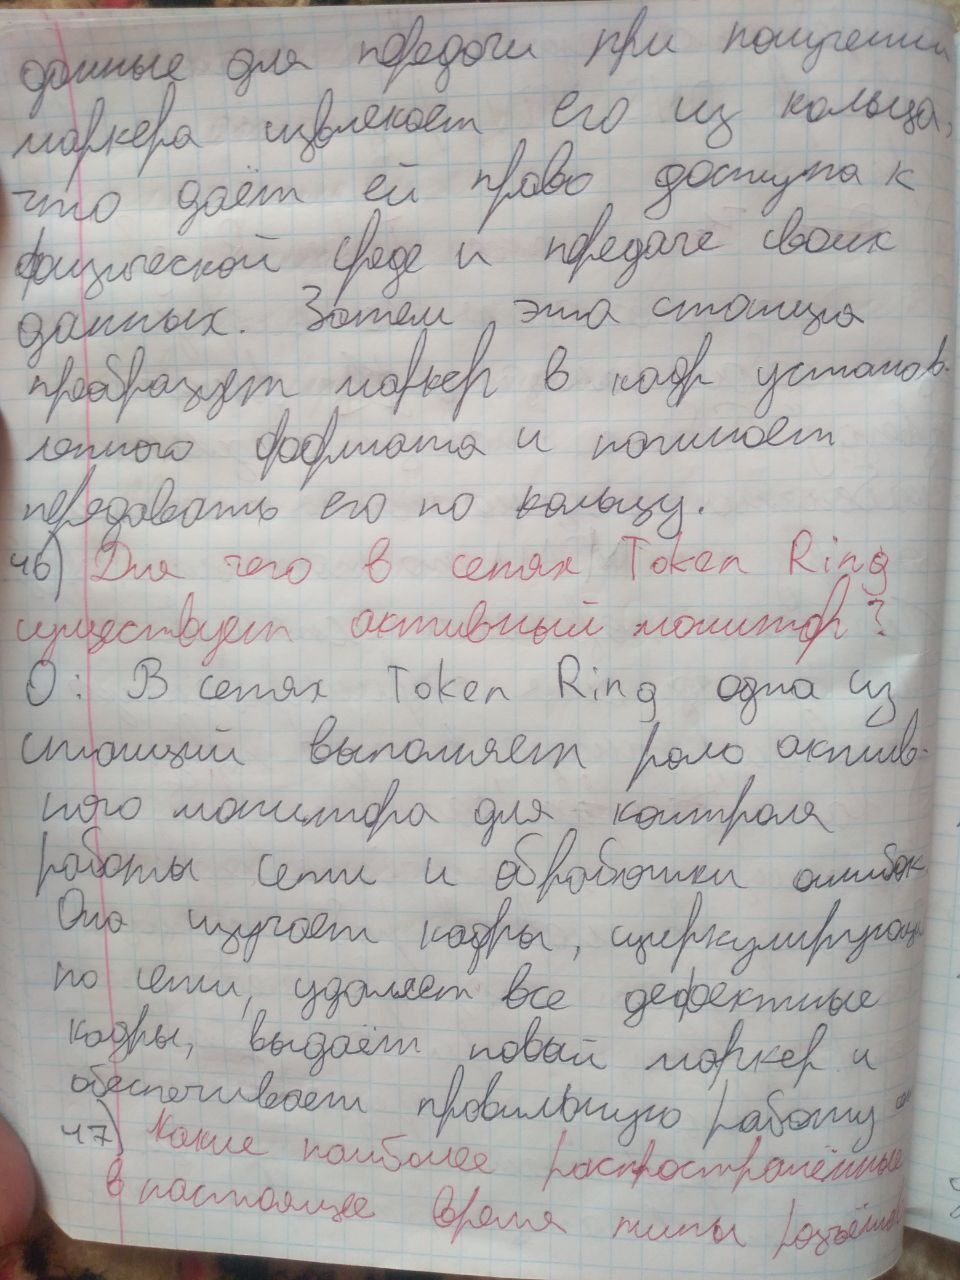 данные для передачи при получении
маркера извлекает его из кольца,
что даёт ей право доступа к
физической среде и передаче своих
данных. Затем эта станция
преобразует маркер в кадр установ-
ленного формата и начинает
передавать его по кольцу.
46) Для чего в сетях Token Ring
существует активный монитор?
О: В сетях Token Ring одна из
станций выполняет роль актив-
ного монитора для контроля
работы сети и обработки ошибок.
Она изучает кадры, циркулирующие
по сети, удаляет все дефектные
кадры, выдаёт новый маркер и
обеспечивает правильную работу
47) Какие наиболее распространённые
в настоящее время типы разъёмов